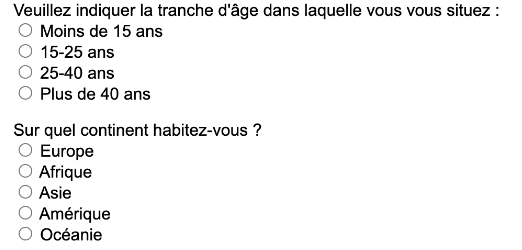 Veuillez indiquer la tranche d'âge dans laquelle vous vous situez :
Moins de 15 ans
15-25 ans
25-40 ans
Plus de 40 ans
Sur quel continent habitez-vous ?
Europe
Afrique
Asie
Amérique
Océanie